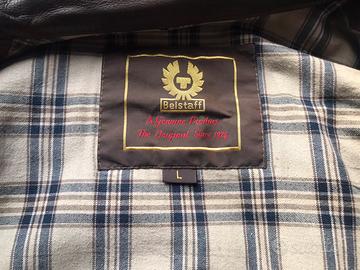 Belstaff
A Genuine Product
The Original Since 1924
L